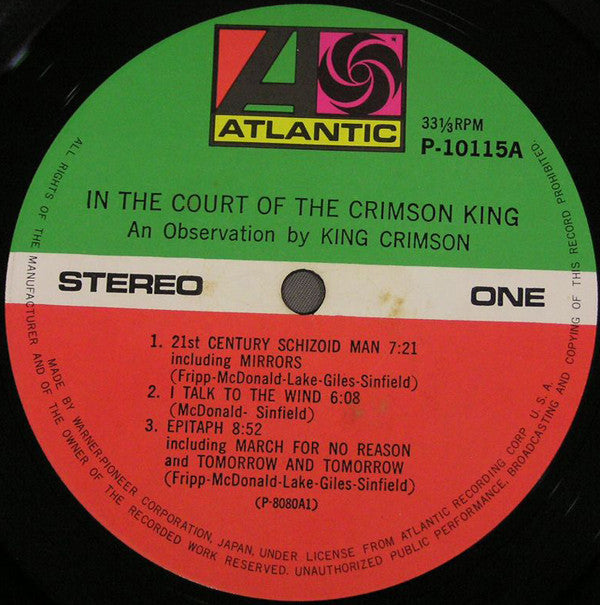 ATLANTIC
33⅓RPM
P-10115A
IN THE COURT OF THE CRIMSON KING
An Observation by KING CRIMSON
STEREO
ONE
1. 21st CENTURY SCHIZOID MAN 7:21
including MIRRORS
(Fripp-McDonald-Lake-Giles-Sinfield)
2. I TALK TO THE WIND 6:08
(McDonald- Sinfield)
3. EPITAPH 8:52
including MARCH FOR NO REASON
and TOMORROW AND TOMORROW
(Fripp-McDonald-Lake-Giles-Sinfield)
(P-8080A1)
MADE BY WARNER-PIONEER CORPORATION, JAPAN, UNDER LICENSE FROM ATLANTIC RECORDING CORP. U.S.A.
ALL RIGHTS OF THE MANUFACTURER AND OF THE OWNER OF THE RECORDED WORK RESERVED. UNAUTHORIZED PUBLIC PERFORMANCE, BROADCASTING AND COPYING OF THIS RECORD PROHIBITED.